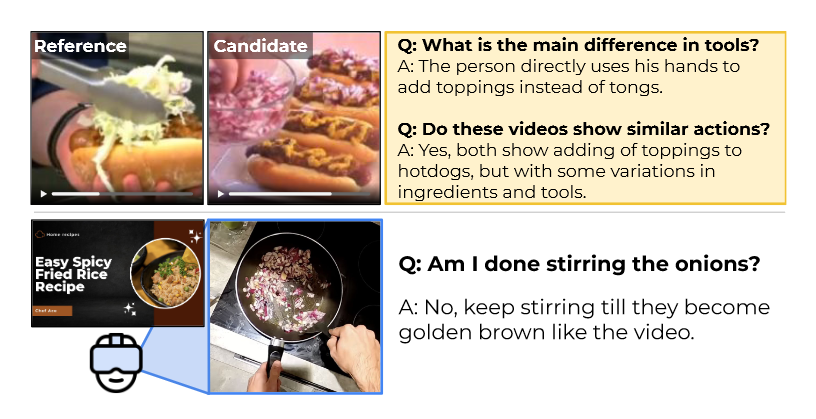 Reference
Candidate
Q: What is the main difference in tools?
A: The person directly uses his hands to
add toppings instead of tongs.
Q: Do these videos show similar actions?
A: Yes, both show adding of toppings to
hotdogs, but with some variations in
ingredients and tools.
Home recipes
Easy Spicy
Fried Rice
Recipe
Chef Ace
Q: Am I done stirring the onions?
A: No, keep stirring till they become
golden brown like the video.